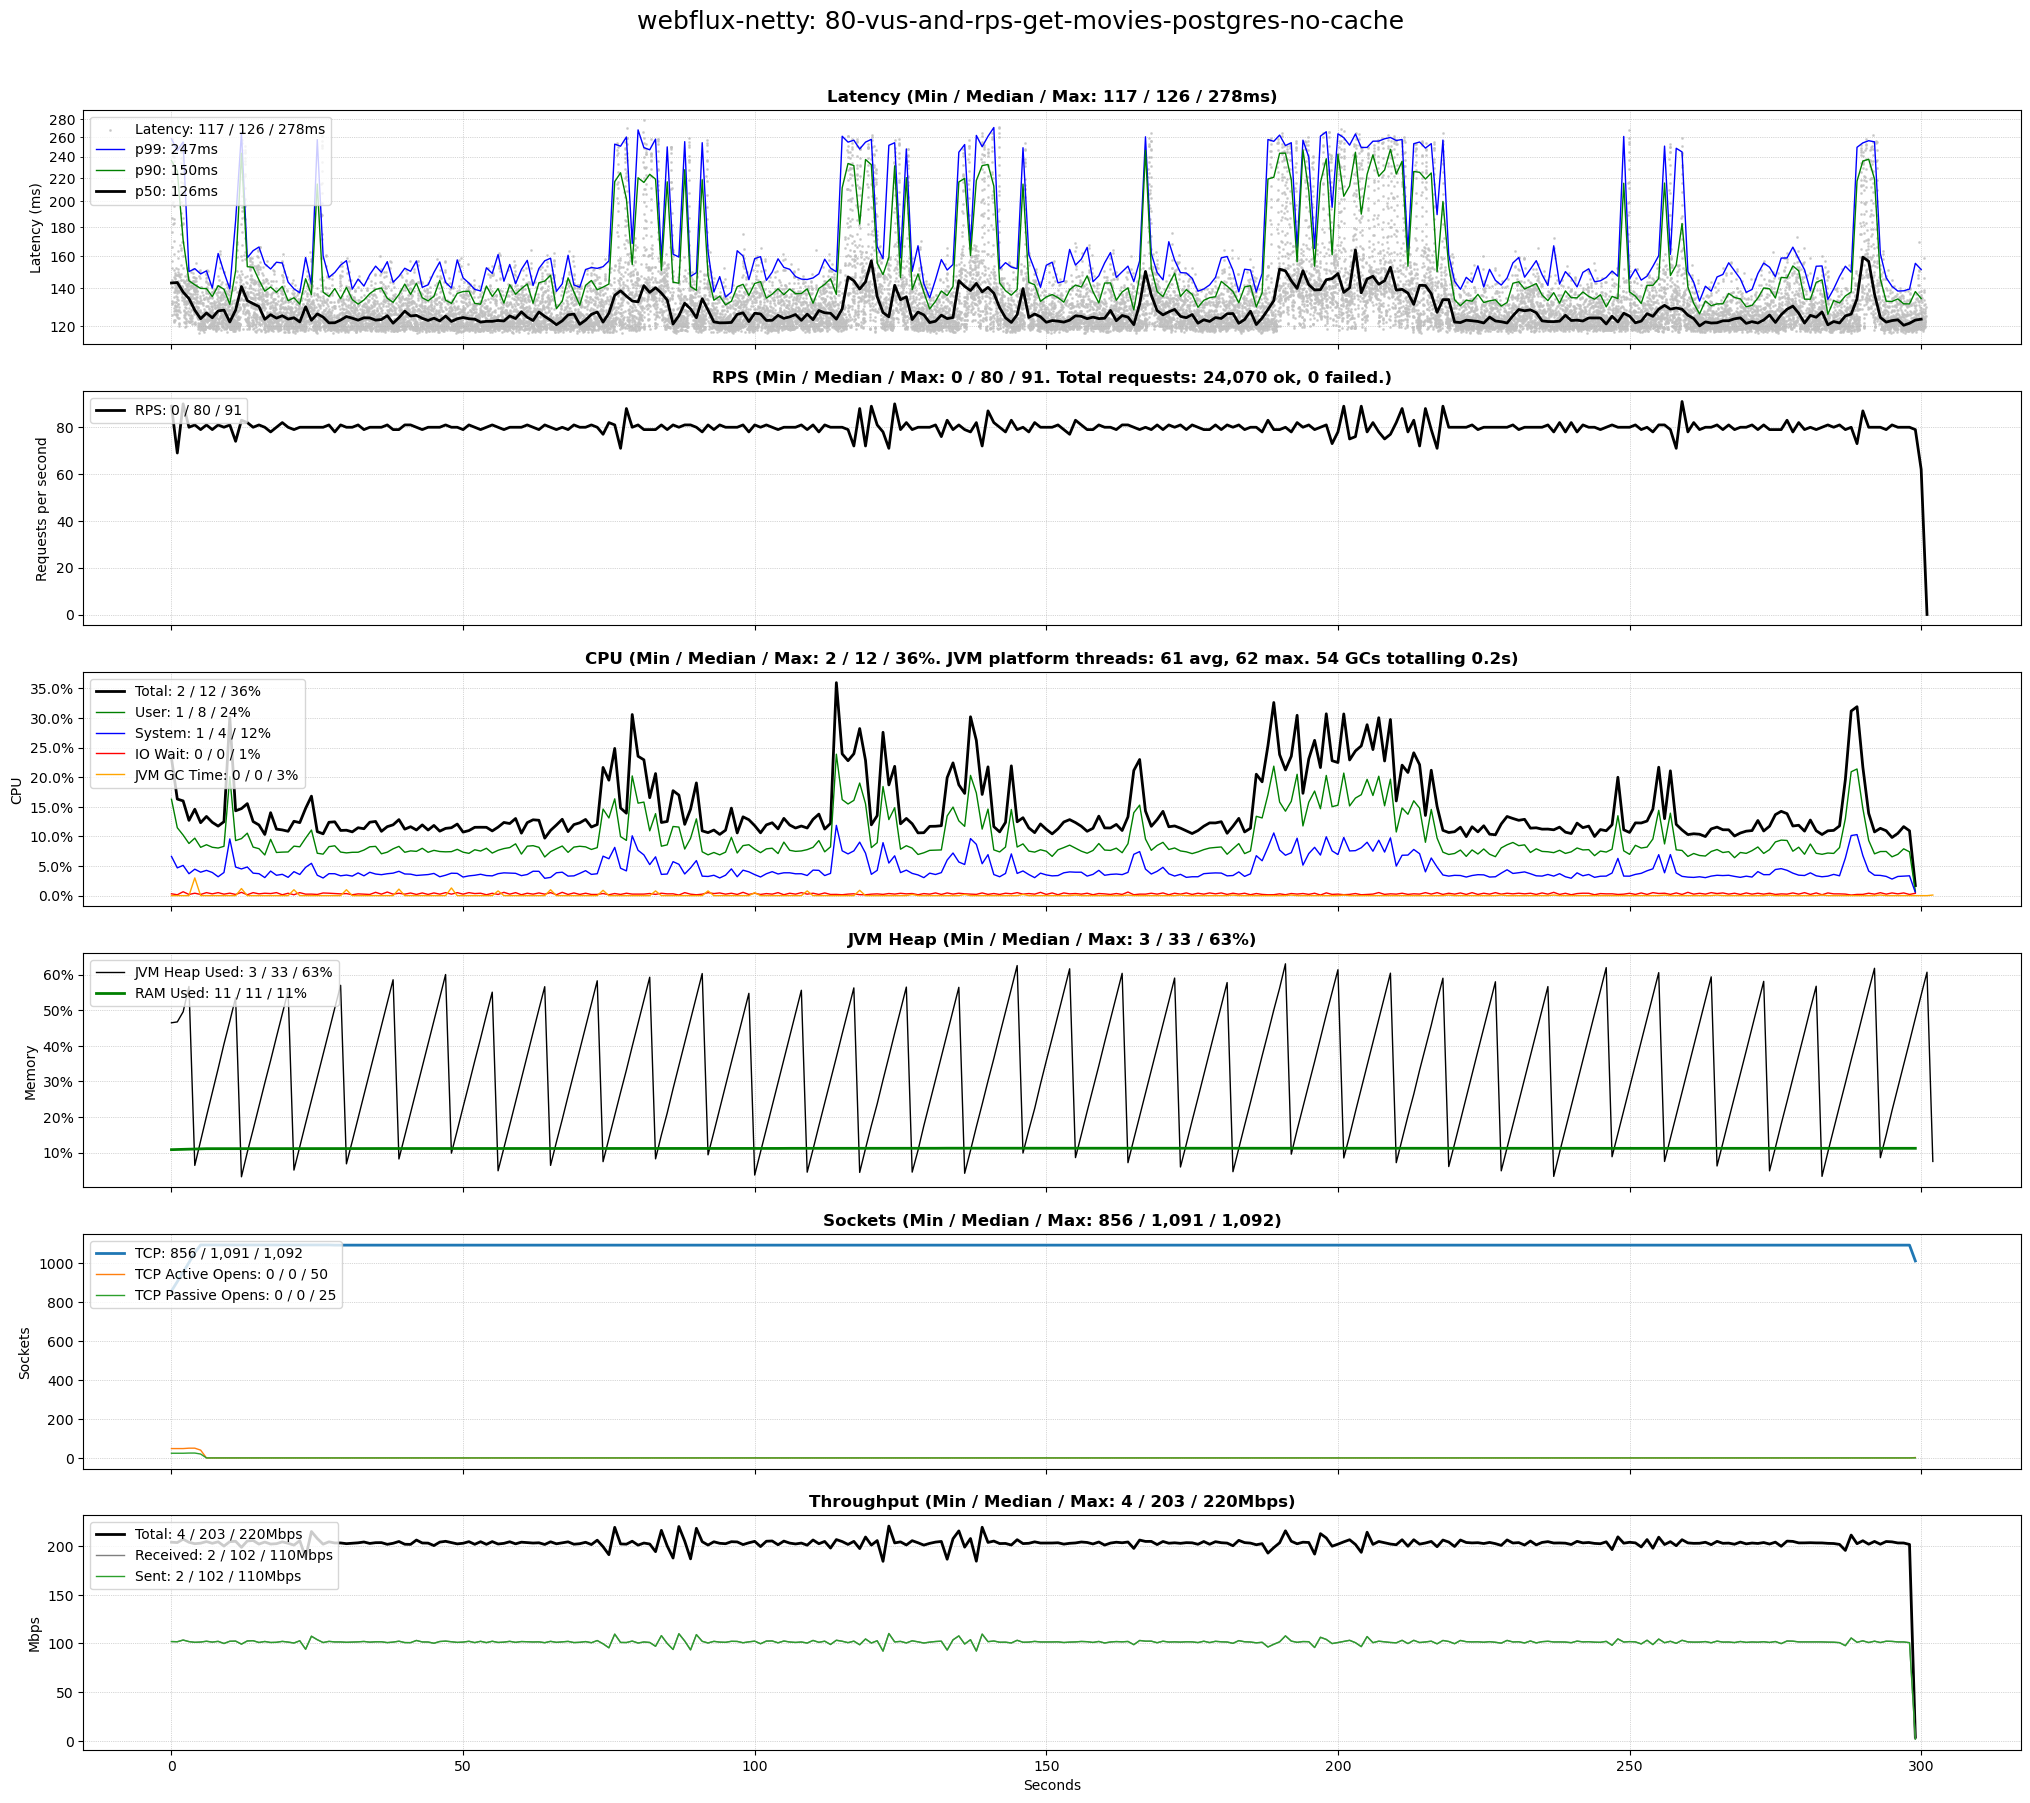 webflux-netty: 80-vus-and-rps-get-movies-postgres-no-cache
Latency (Min / Median / Max: 117 / 126 / 278ms)
Latency (ms)
280
260
240
220
200
180
160
140
120
Latency: 117 / 126 / 278ms
p99: 247ms
p90: 150ms
p50: 126ms
RPS (Min / Median / Max: 0 / 80 / 91. Total requests: 24,070 ok, 0 failed.)
Requests per second
80
60
40
20
0
RPS: 0 / 80 / 91
CPU (Min / Median / Max: 2 / 12 / 36%. JVM platform threads: 61 avg, 62 max. 54 GCs totalling 0.2s)
CPU
35.0%
30.0%
25.0%
20.0%
15.0%
10.0%
5.0%
0.0%
Total: 2 / 12 / 36%
User: 1 / 8 / 24%
System: 1 / 4 / 12%
IO Wait: 0 / 0 / 1%
JVM GC Time: 0 / 0 / 3%
JVM Heap (Min / Median / Max: 3 / 33 / 63%)
Memory
60%
50%
40%
30%
20%
10%
JVM Heap Used: 3 / 33 / 63%
RAM Used: 11 / 11 / 11%
Sockets (Min / Median / Max: 856 / 1,091 / 1,092)
Sockets
1000
800
600
400
200
0
TCP: 856 / 1,091 / 1,092
TCP Active Opens: 0 / 0 / 50
TCP Passive Opens: 0 / 0 / 25
Throughput (Min / Median / Max: 4 / 203 / 220Mbps)
Mbps
200
150
100
50
0
Total: 4 / 203 / 220Mbps
Received: 2 / 102 / 110Mbps
Sent: 2 / 102 / 110Mbps
0
50
100
150
200
250
300
Seconds